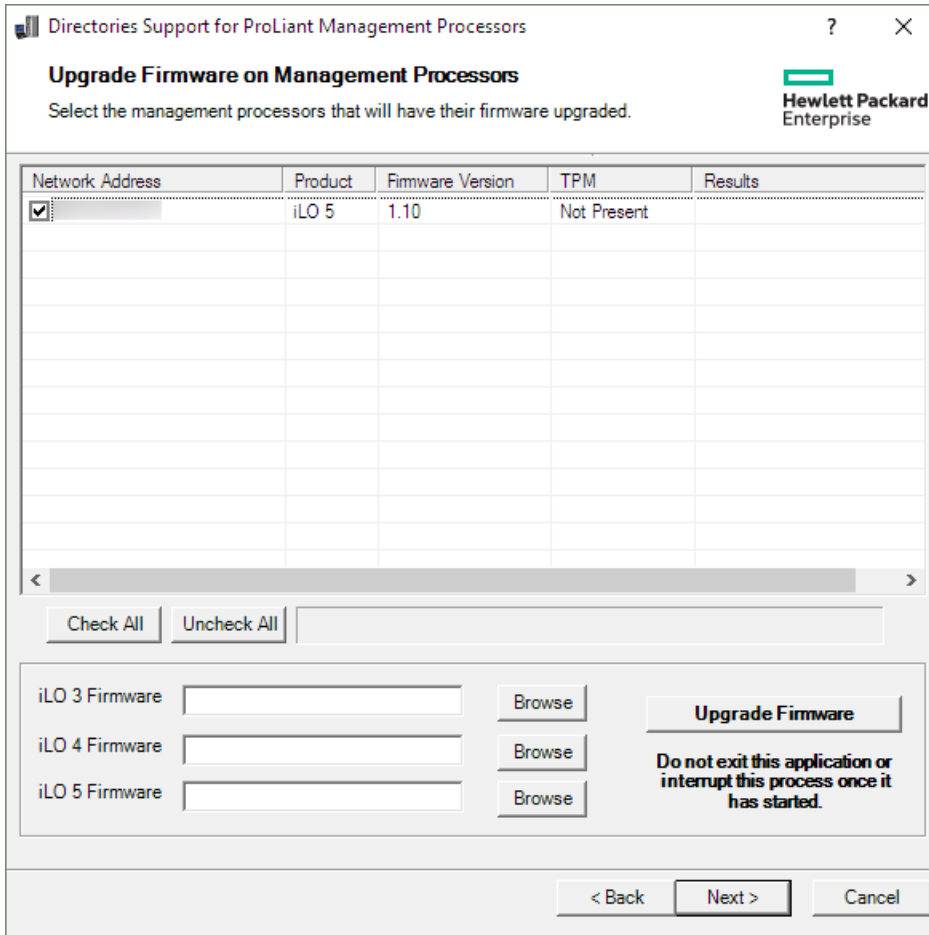 Directories Support for ProLiant Management Processors
?
Upgrade Firmware on Management Processors
Select the management processors that will have their firmware upgraded.
Hewlett Packard
Enterprise
Network Address Product Firmware Version TPM Results
iLO 5 1.10 Not Present
Check All Uncheck All
iLO 3 Firmware Browse
Upgrade Firmware
iLO 4 Firmware Browse
Do not exit this application or
interrupt this process once it
has started.
iLO 5 Firmware Browse
< Back Next > Cancel